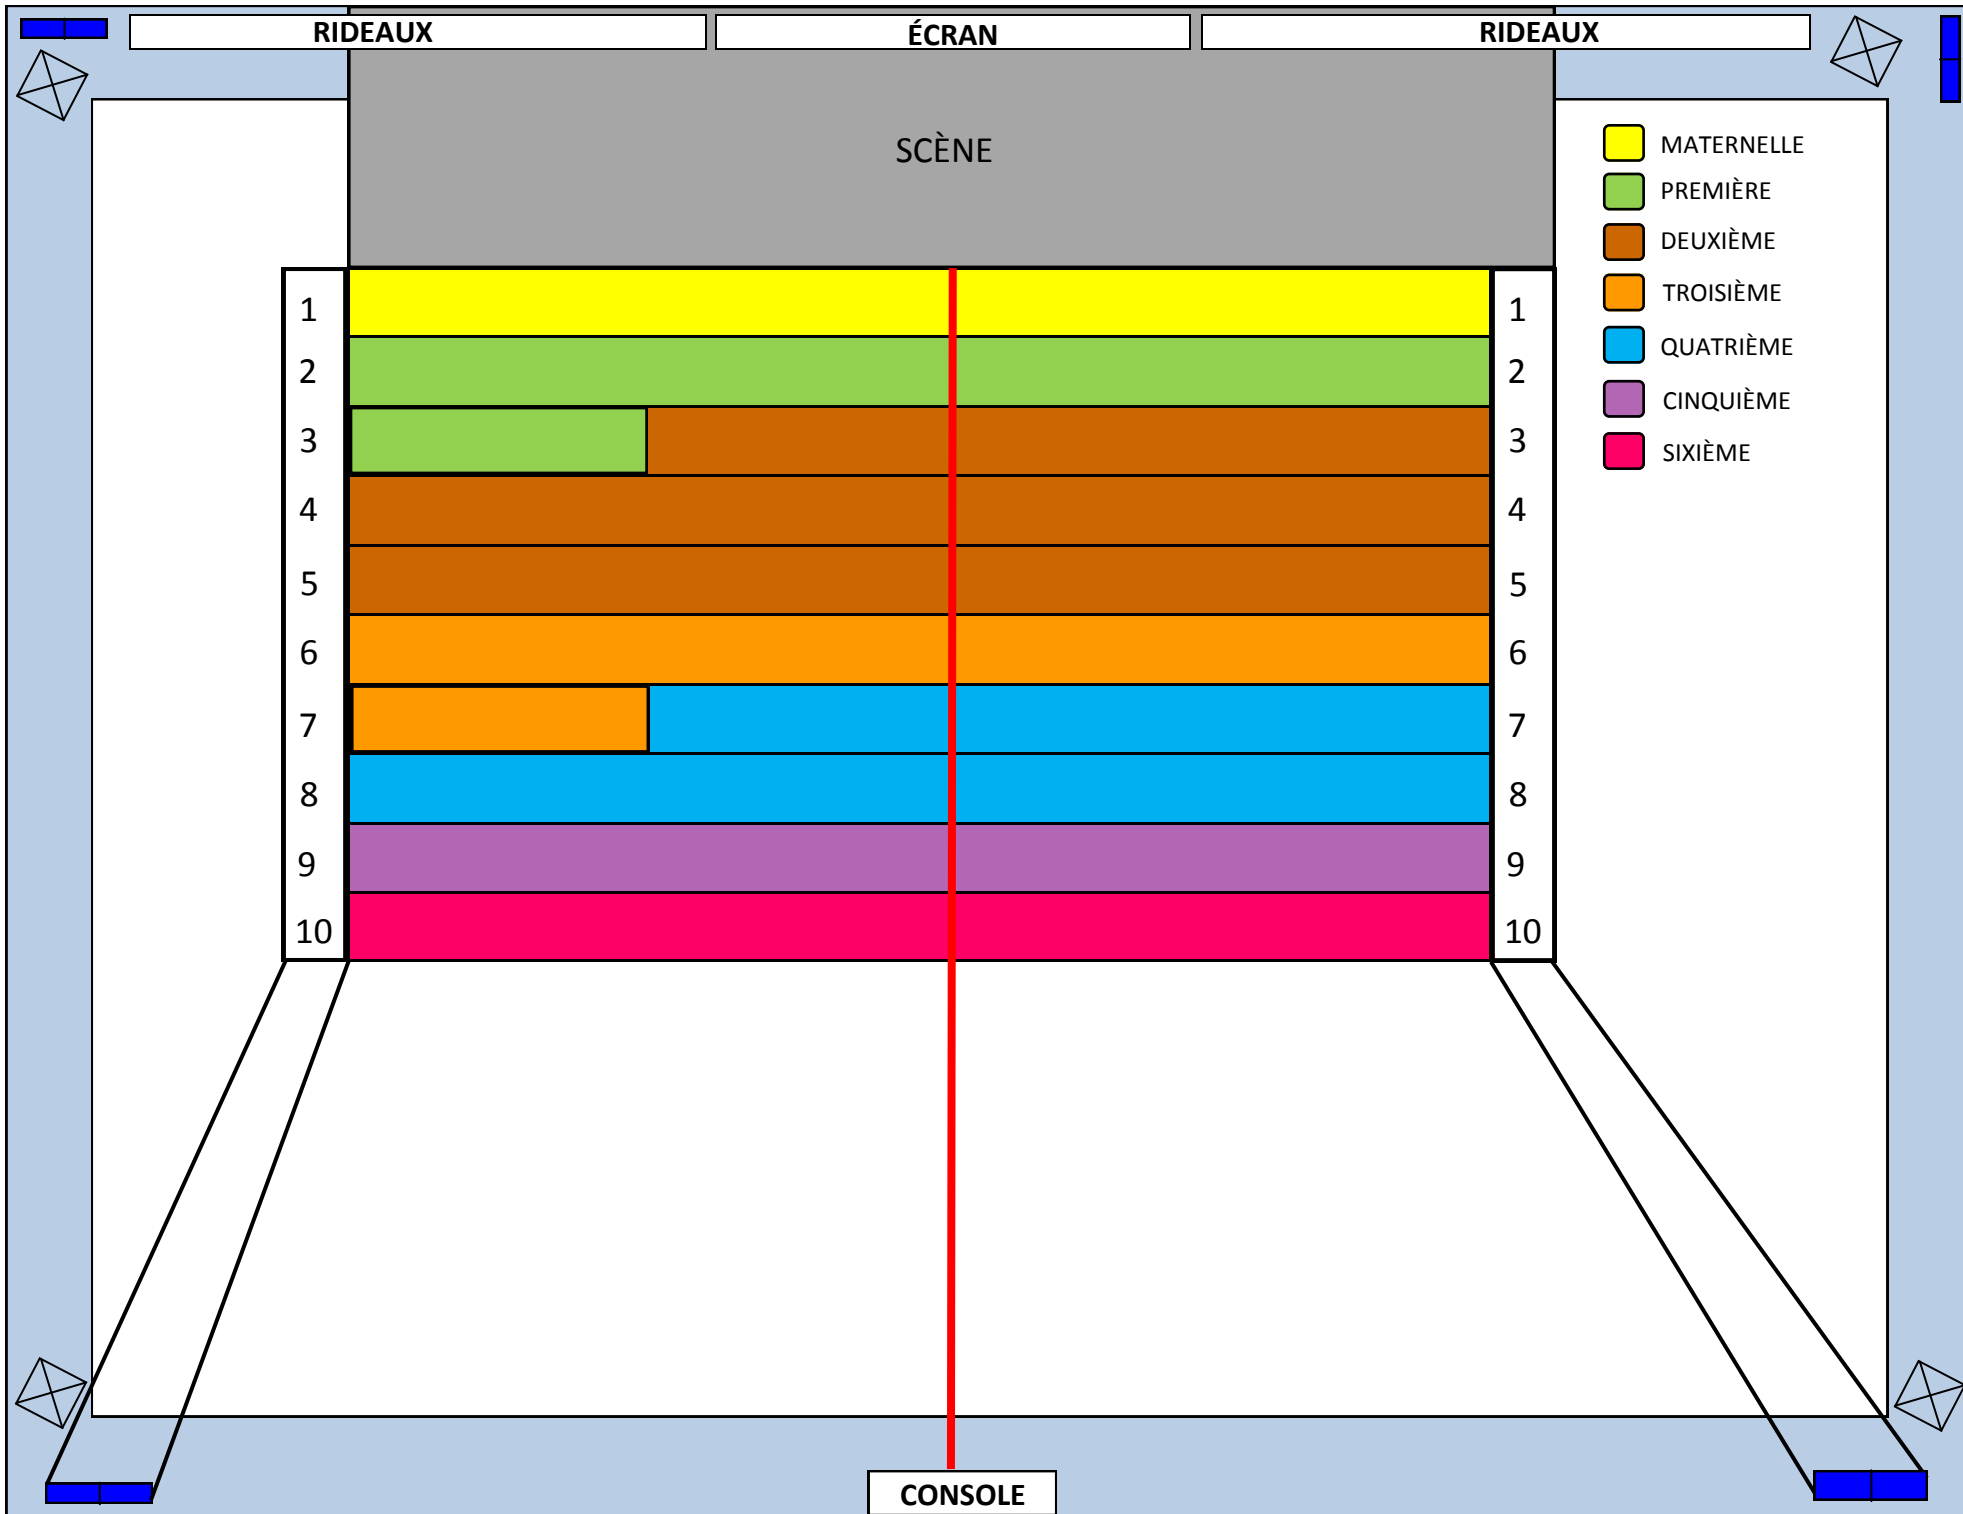 RIDEAUX
ÉCRAN
RIDEAUX
SCÈNE
MATERNELLE
PREMIÈRE
DEUXIÈME
TROISIÈME
QUATRIÈME
CINQUIÈME
SIXIÈME
1 1
2 2
3 3
4 4
5 5
6 6
7 7
8 8
9 9
10 10
CONSOLE